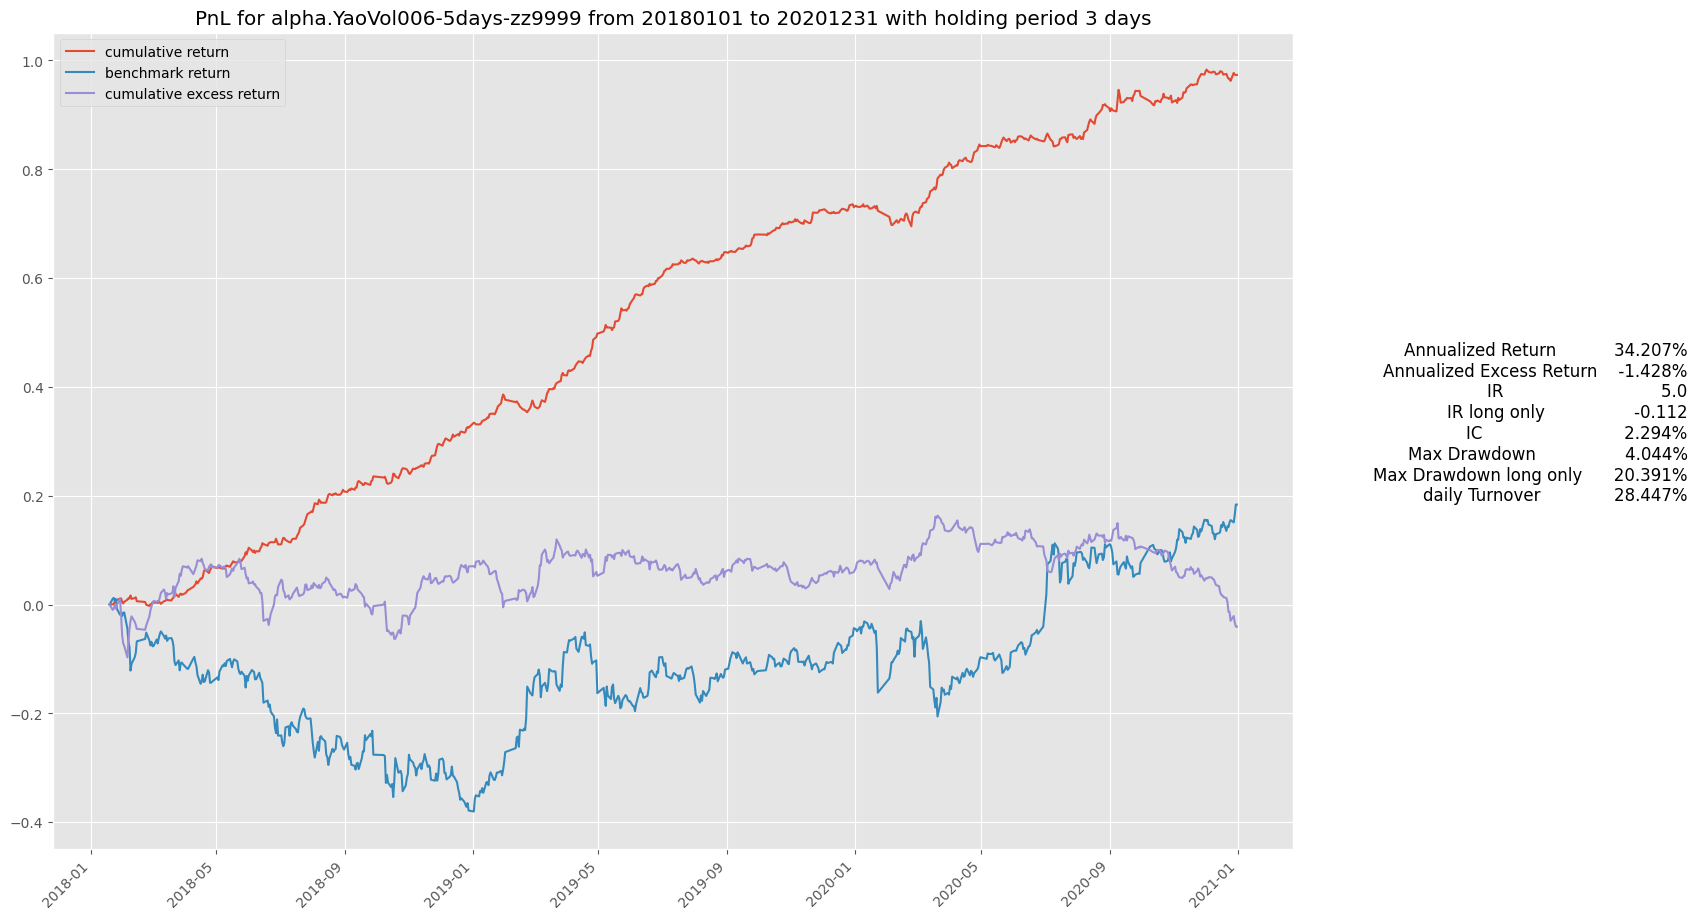 PnL for alpha.YaoVol006-5days-zz9999 from 20180101 to 20201231 with holding period 3 days
cumulative return
benchmark return
cumulative excess return
1.0
0.8
0.6
0.4
0.2
0.0
−0.2
−0.4
2018-01
2018-05
2018-09
2019-01
2019-05
2019-09
2020-01
2020-05
2020-09
2021-01
Annualized Return 34.207%
Annualized Excess Return -1.428%
IR 5.0
IR long only -0.112
IC 2.294%
Max Drawdown 4.044%
Max Drawdown long only 20.391%
daily Turnover 28.447%